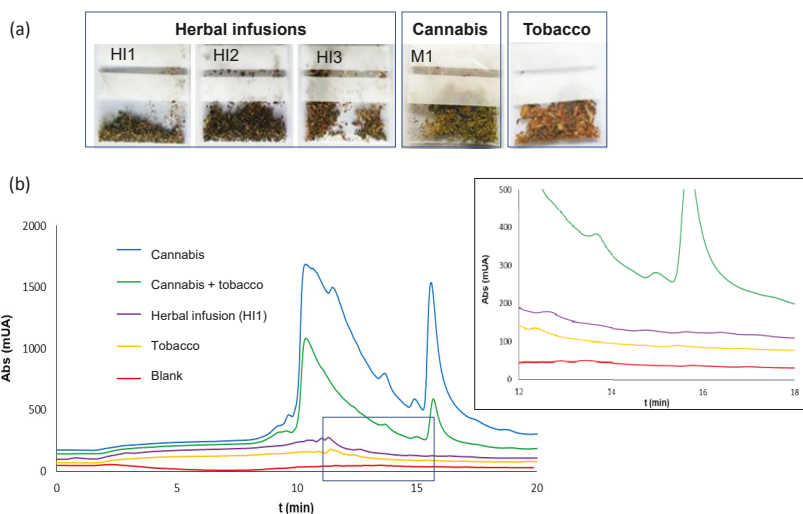 (a)
Herbal infusions
Cannabis
Tobacco
HI1
HI2
HI3
M1
(b)
2000
1500
1000
500
0
Abs (mUA)
Cannabis
Cannabis + tobacco
Herbal infusion (HI1)
Tobacco
Blank
0 5 10 15 20
t (min)
500
400
300
200
100
0
Abs (mUA)
12 14 16 18
t (min)